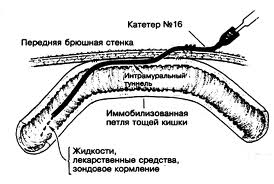 Катетер №16
Передняя брюшная стенка
Интрамуральный
туннель
Иммобилизованная
петля тощей кишки
Жидкости,
лекарственные средства,
зондовое кормление